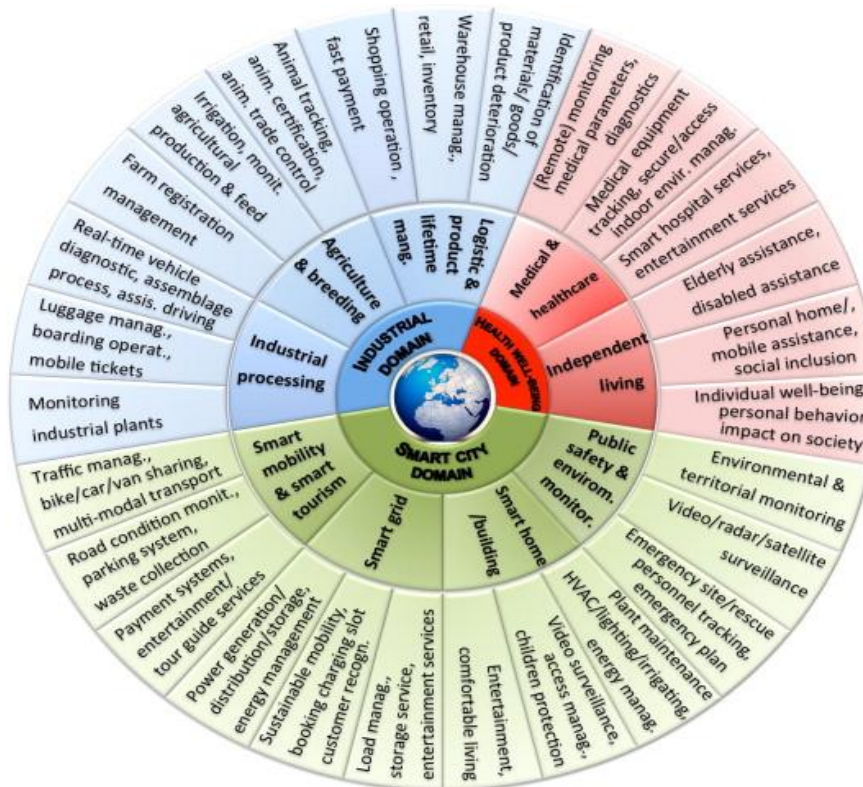 INDUSTRIAL
DOMAIN
HEALTH WELL-BEING
DOMAIN
SMART CITY
DOMAIN
Logistic &
product
lifetime
mang.
Agriculture
& breeding
Industrial
processing
Medical &
healthcare
Independent
living
Public
safety &
environm.
monitor.
Smart home
/building
Smart grid
Smart
mobility
& smart
tourism
Identification of
materials/ goods/
product deterioration
Warehouse manag.,
retail, inventory
Shopping operation ,
fast payment
Animal tracking,
anim. certification,
anim. trade control
Irrigation, monit.
agricultural
production & feed
Farm registration
management
Real-time vehicle
diagnostic, assemblage
process, assis. driving
Luggage manag.,
boarding operat.,
mobile tickets
Monitoring
industrial plants
(Remote) monitoring
medical parameters,
diagnostics
Medical equipment
tracking, secure/access
indoor envir. manag.
Smart hospital services,
entertainment services
Elderly assistance,
disabled assistance
Personal home/,
mobile assistance,
social inclusion
Individual well-being,
personal behavior
impact on society
Environmental &
territorial monitoring
Video/radar/satellite
surveillance
Emergency site/rescue
personnel tracking,
emergency plan
Plant maintenance
HVAC/lighting/irrigating,
energy manag.
Video surveillance,
access manag.,
children protection
Entertainment,
comfortable living
Load manag.,
storage service,
entertainment services
Sustainable mobility,
booking charging slot
customer recogn.
Power generation/
distribution/storage,
energy management
Payment systems,
entertainment/
tour guide services
Road condition monit.,
parking system,
waste collection
Traffic manag.,
bike/car/van sharing,
multi-modal transport